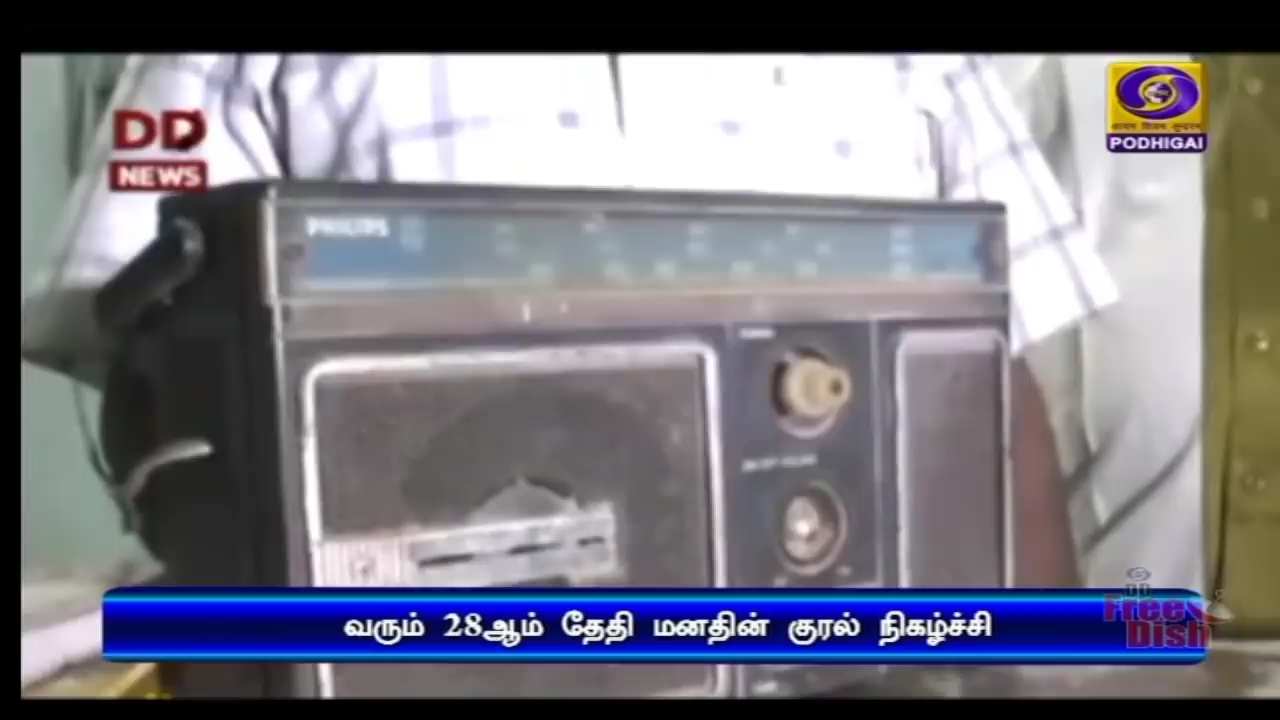 DD
NEWS
PODHIGAI
PHILIPS
வரும் 28ஆம் தேதி மனதின் குரல் நிகழ்ச்சி
DD
Free
Dish